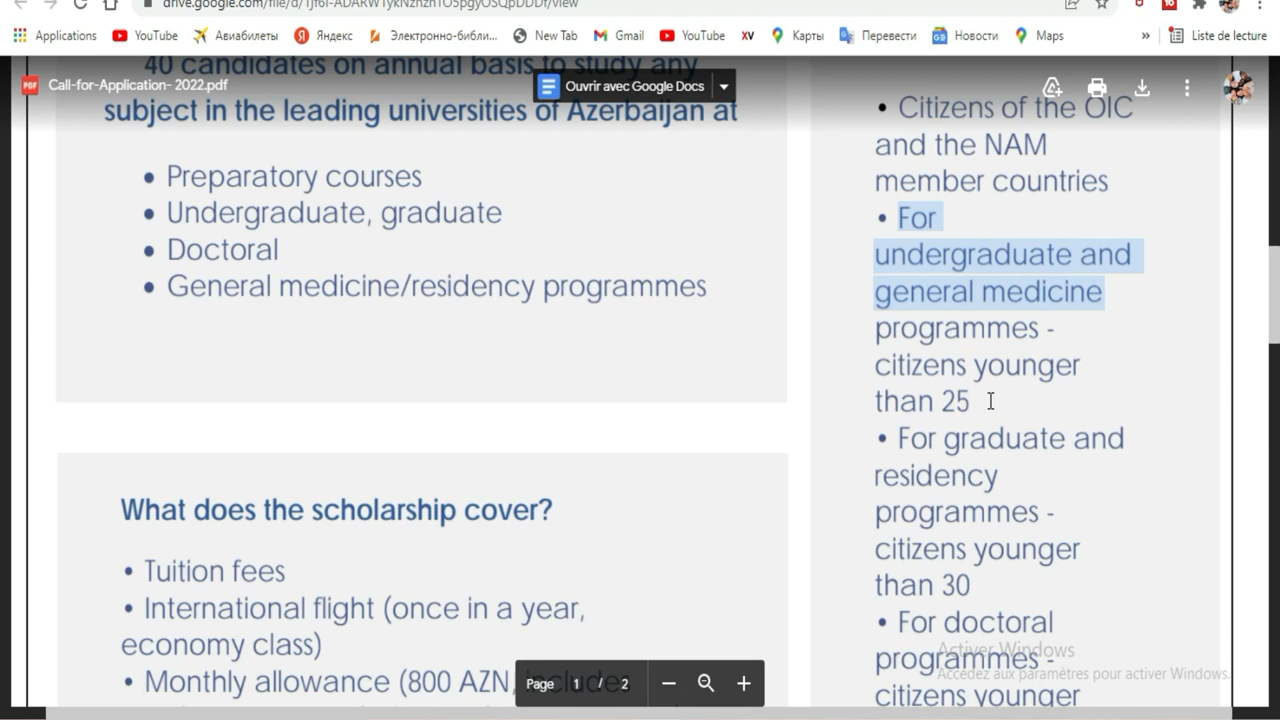 drive.google.com/file/d/
Applications
YouTube
Авиабилеты
Яндекс
Электронно-библи...
New Tab
Gmail
YouTube
XV
Карты
Перевести
Новости
Maps
»
Liste de lecture
PDF
Call-for-Application- 2022.pdf
Ouvrir avec Google Docs
40 candidates on annual basis to study any
subject in the leading universities of Azerbaijan at
• Preparatory courses
• Undergraduate, graduate
• Doctoral
• General medicine/residency programmes
What does the scholarship cover?
• Tuition fees
• International flight (once in a year,
economy class)
• Monthly allowance (800 AZN, includes
• Citizens of the OIC
and the NAM
member countries
• For
undergraduate and
general medicine
programmes -
citizens younger
than 25
• For graduate and
residency
programmes -
citizens younger
than 30
• For doctoral
programmes -
citizens younger
Page 1 / 2
Activer Windows
Accédez aux paramètres pour activer Windows.